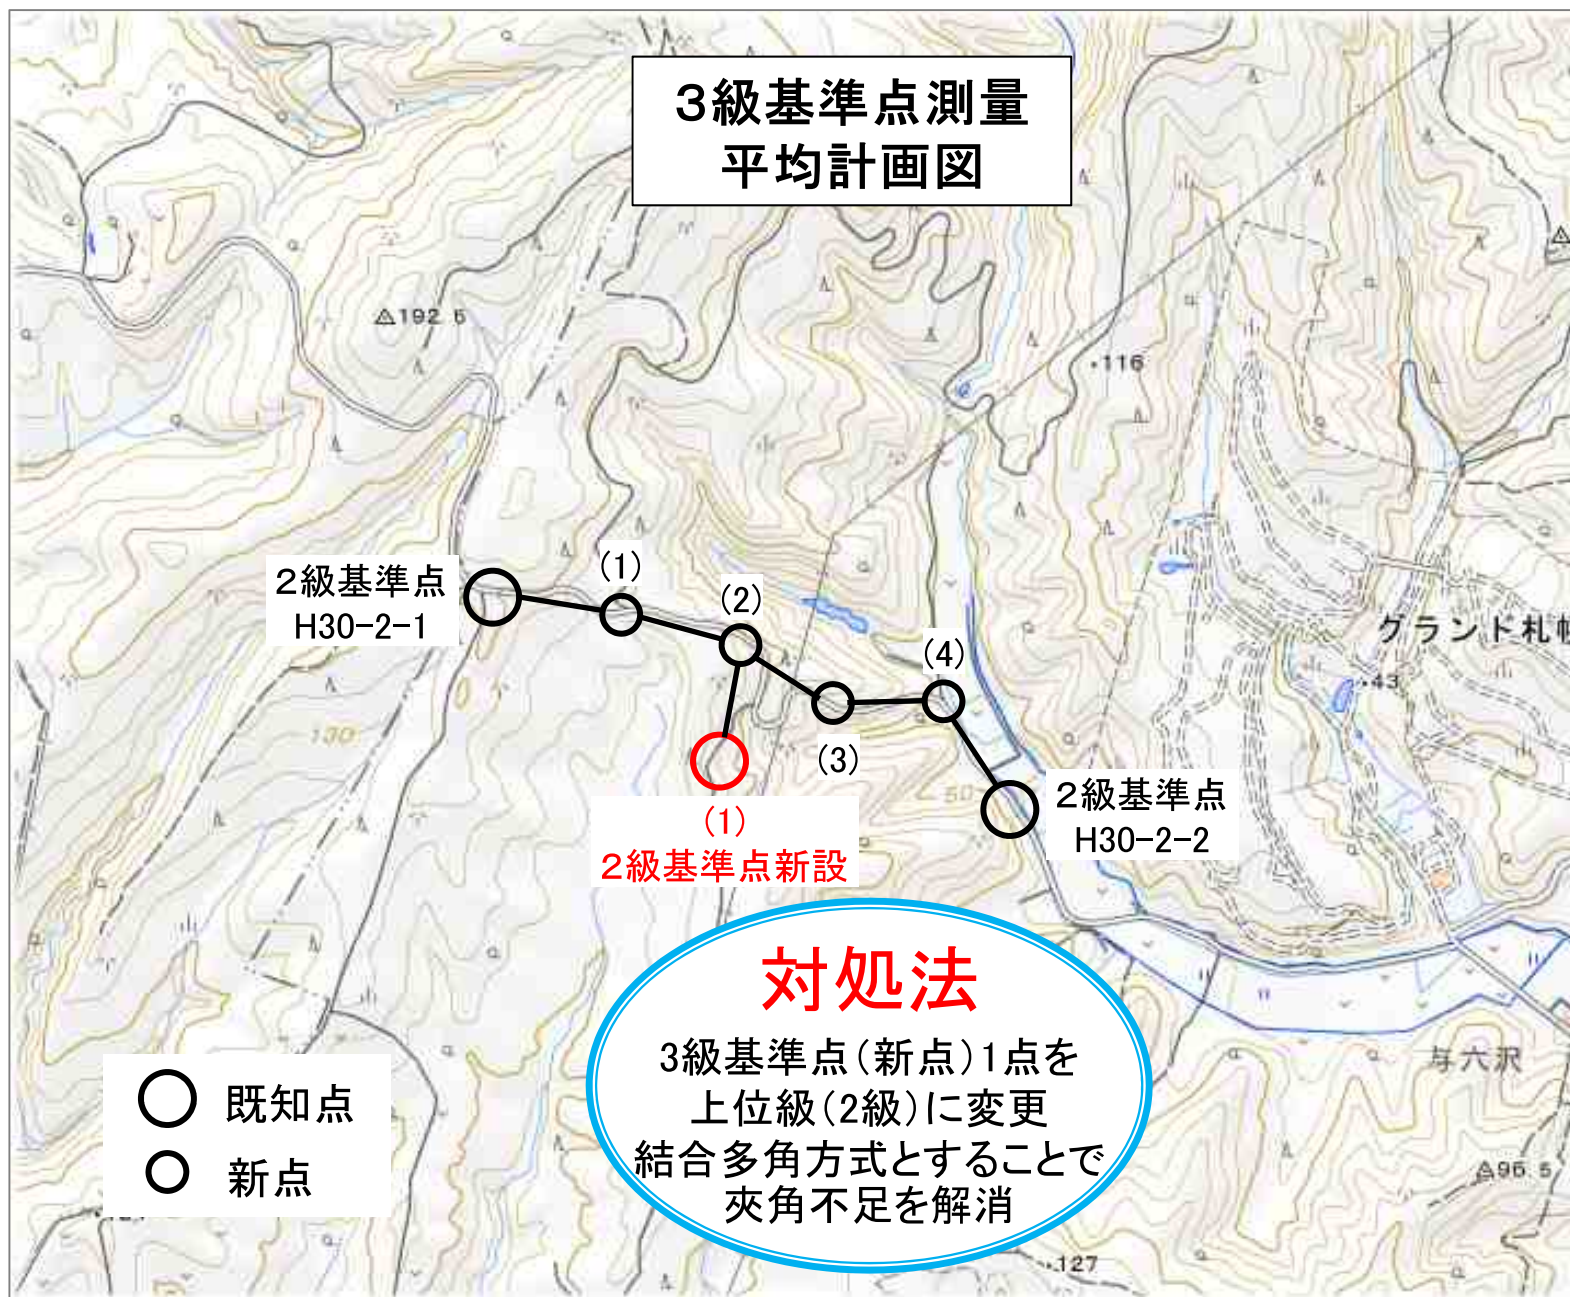 3級基準点測量
平均計画図
192.5
116
2級基準点
H30-2-1
(1)
(2)
(4)
グランド札幌
43
130
(3)
50
2級基準点
H30-2-2
(1)
2級基準点新設
対処法
3級基準点(新点)1点を
上位級(2級)に変更
結合多角方式とすることで
夾角不足を解消
与六沢
既知点
新点
96.5
127